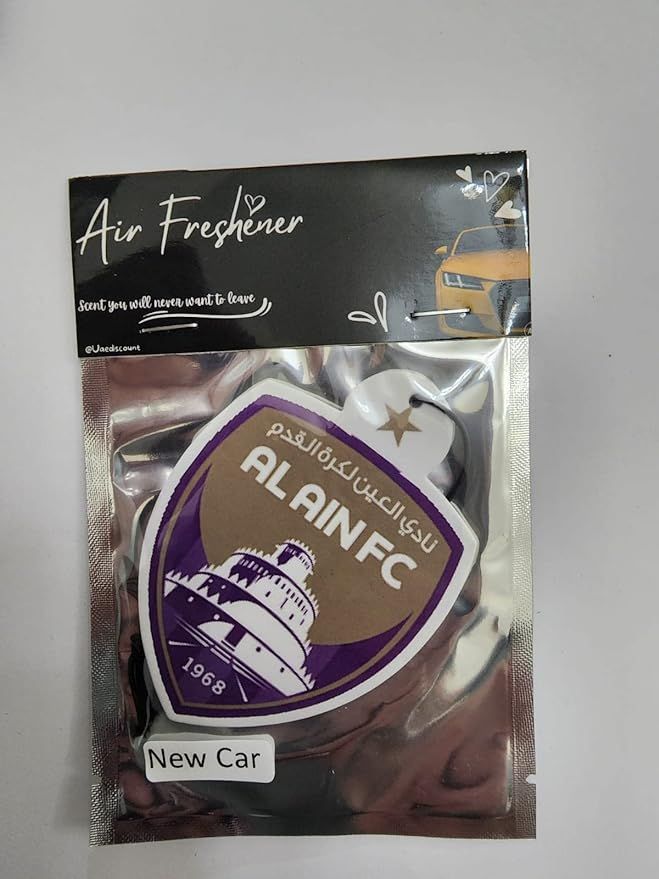 Air Freshener
Scent you will never want to leave
@Uaediscount
نادي العين لكرة القدم
AL AIN FC
1968
New Car